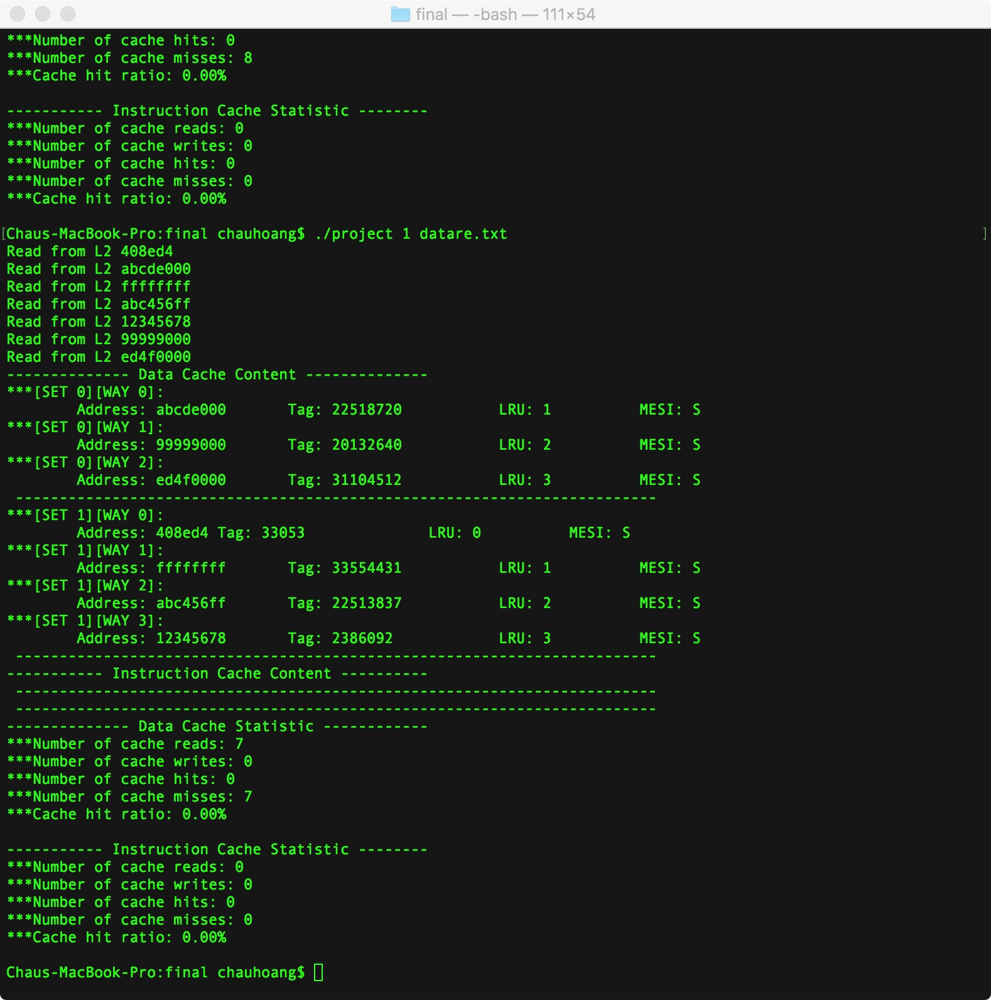 final — -bash — 111×54
***Number of cache hits: 0
***Number of cache misses: 8
***Cache hit ratio: 0.00%
----------- Instruction Cache Statistic --------
***Number of cache reads: 0
***Number of cache writes: 0
***Number of cache hits: 0
***Number of cache misses: 0
***Cache hit ratio: 0.00%
[Chaus-MacBook-Pro:final chauhoang$ ./project 1 datare.txt ]
Read from L2 408ed4
Read from L2 abcde000
Read from L2 ffffffff
Read from L2 abc456ff
Read from L2 12345678
Read from L2 99999000
Read from L2 ed4f0000
-------------- Data Cache Content --------------
***[SET 0][WAY 0]:
Address: abcde000 Tag: 22518720 LRU: 1 MESI: S
***[SET 0][WAY 1]:
Address: 99999000 Tag: 20132640 LRU: 2 MESI: S
***[SET 0][WAY 2]:
Address: ed4f0000 Tag: 31104512 LRU: 3 MESI: S
-------------------------------------------------------------------------
***[SET 1][WAY 0]:
Address: 408ed4 Tag: 33053 LRU: 0 MESI: S
***[SET 1][WAY 1]:
Address: ffffffff Tag: 33554431 LRU: 1 MESI: S
***[SET 1][WAY 2]:
Address: abc456ff Tag: 22513837 LRU: 2 MESI: S
***[SET 1][WAY 3]:
Address: 12345678 Tag: 2386092 LRU: 3 MESI: S
-------------------------------------------------------------------------
----------- Instruction Cache Content ----------
-------------------------------------------------------------------------
-------------------------------------------------------------------------
-------------- Data Cache Statistic ------------
***Number of cache reads: 7
***Number of cache writes: 0
***Number of cache hits: 0
***Number of cache misses: 7
***Cache hit ratio: 0.00%
----------- Instruction Cache Statistic --------
***Number of cache reads: 0
***Number of cache writes: 0
***Number of cache hits: 0
***Number of cache misses: 0
***Cache hit ratio: 0.00%
Chaus-MacBook-Pro:final chauhoang$